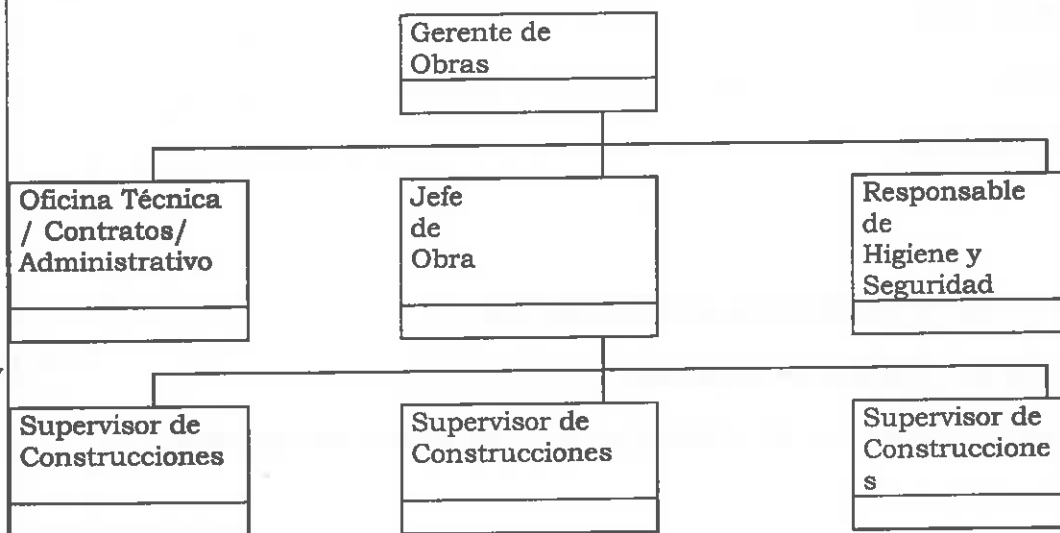 Gerente de
Obras
Oficina Técnica
/ Contratos/
Administrativo
Jefe
de
Obra
Responsable
de
Higiene y
Seguridad
Supervisor de
Construcciones
Supervisor de
Construcciones
Supervisor de
Construccione
s